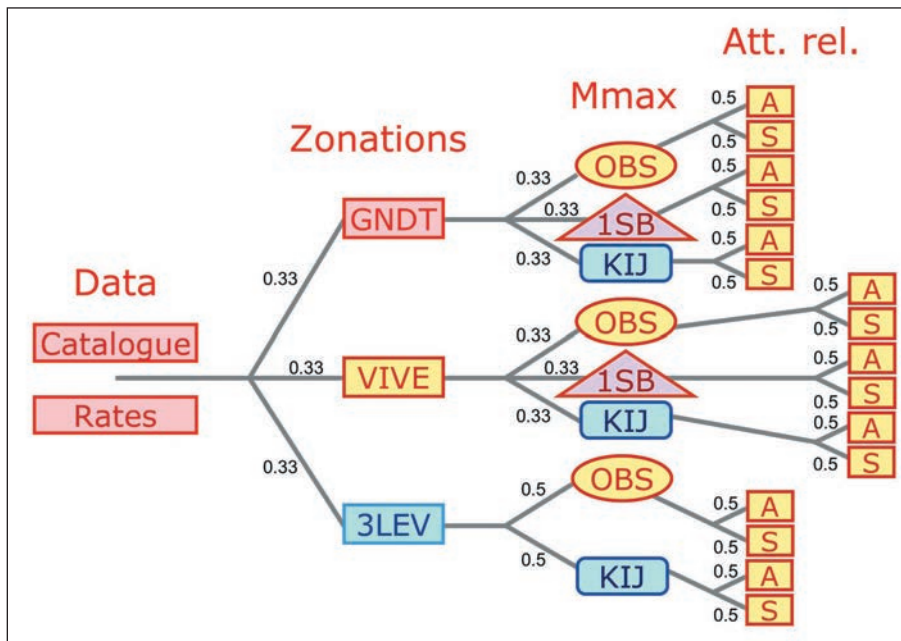 Att. rel.
Mmax
Zonations
Data
Catalogue
Rates
0.33
0.33
0.33
GNDT
VIVE
3LEV
0.33
0.33
0.33
OBS
1SB
KIJ
0.5
A
0.5
S
0.5
A
0.5
S
0.5
A
0.5
S
0.33
0.33
0.33
OBS
1SB
KIJ
0.5
A
0.5
S
0.5
A
0.5
S
0.5
A
0.5
S
0.5
0.5
OBS
KIJ
0.5
A
0.5
S
0.5
A
0.5
S